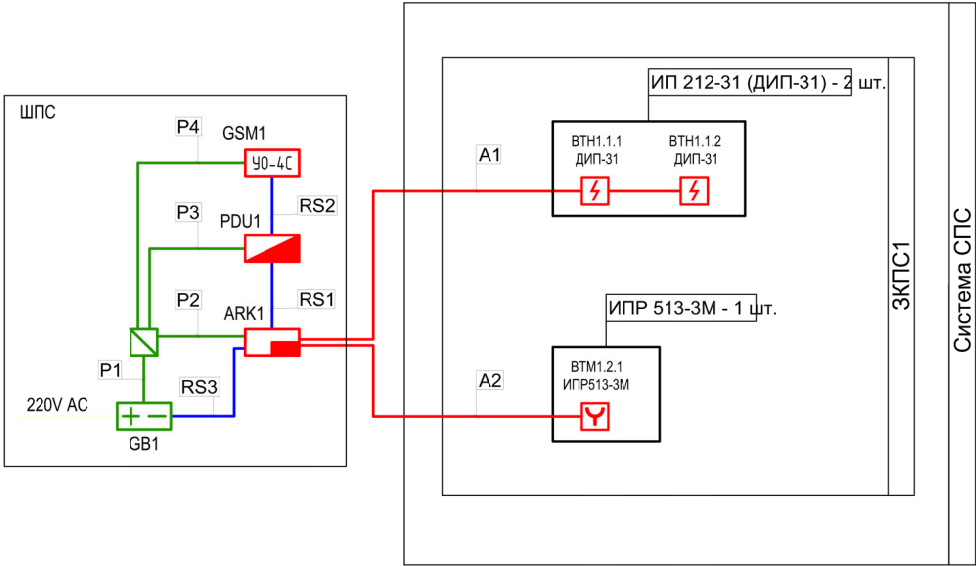 ШПС
P4
GSM1
УО-4С
P3
PDU1
RS2
P2
ARK1
RS1
P1
RS3
220V AC
GB1
A1
A2
ИП 212-31 (ДИП-31) - 2 шт.
ВТН1.1.1
ДИП-31
ВТН1.1.2
ДИП-31
ИПР 513-3М - 1 шт.
ВТМ1.2.1
ИПР513-3М
ЗКПС1
Система СПС